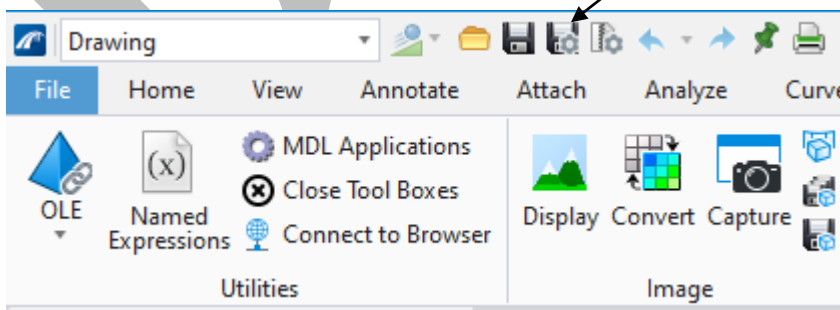 Drawing
File Home View Annotate Attach Analyze Curve
OLE
(x)
Named
Expressions
MDL Applications
Close Tool Boxes
Connect to Browser
Display Convert Capture
Utilities Image